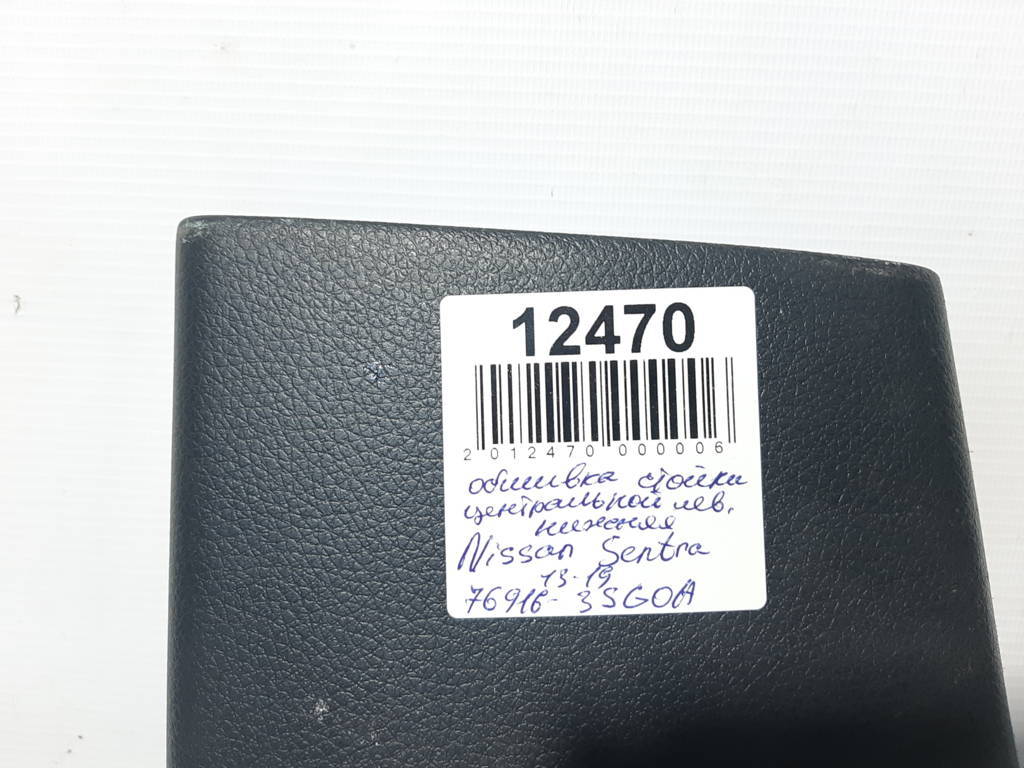 12470
2 012470 000006
обшивка стойки
центральной лев.
нижняя
Nissan Sentra
13-19
76916-3SG0A